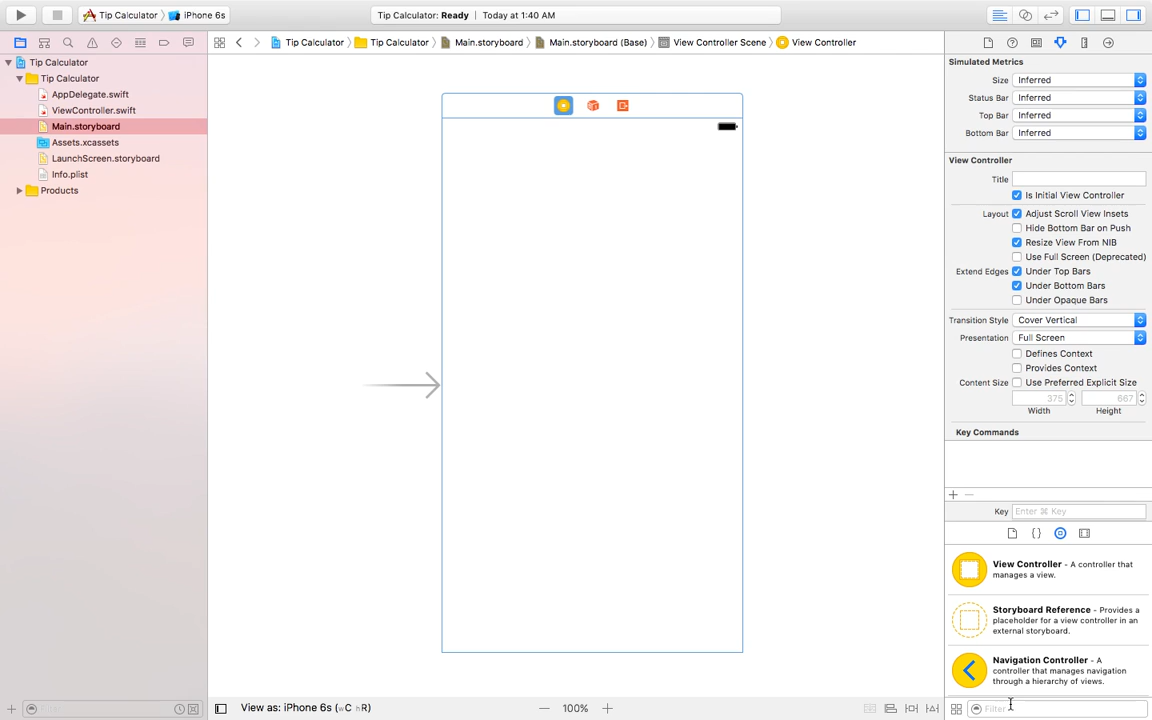 Tip Calculator 〉 iPhone 6s
Tip Calculator: Ready | Today at 1:40 AM
Tip Calculator 〉 Tip Calculator 〉 Main.storyboard 〉 Main.storyboard (Base) 〉 View Controller Scene 〉 View Controller
Tip Calculator
Tip Calculator
AppDelegate.swift
ViewController.swift
Main.storyboard
Assets.xcassets
LaunchScreen.storyboard
Info.plist
Products
Filter
View as: iPhone 6s (wC hR)
— 100% +
Simulated Metrics
Size Inferred
Status Bar Inferred
Top Bar Inferred
Bottom Bar Inferred
View Controller
Title
Is Initial View Controller
Layout Adjust Scroll View Insets
Hide Bottom Bar on Push
Resize View From NIB
Use Full Screen (Deprecated)
Extend Edges Under Top Bars
Under Bottom Bars
Under Opaque Bars
Transition Style Cover Vertical
Presentation Full Screen
Defines Context
Provides Context
Content Size Use Preferred Explicit Size
375 667
Width Height
Key Commands
Key Enter ⌘ Key
View Controller - A controller that
manages a view.
Storyboard Reference - Provides a
placeholder for a view controller in an
external storyboard.
Navigation Controller - A
controller that manages navigation
through a hierarchy of views.
Filter